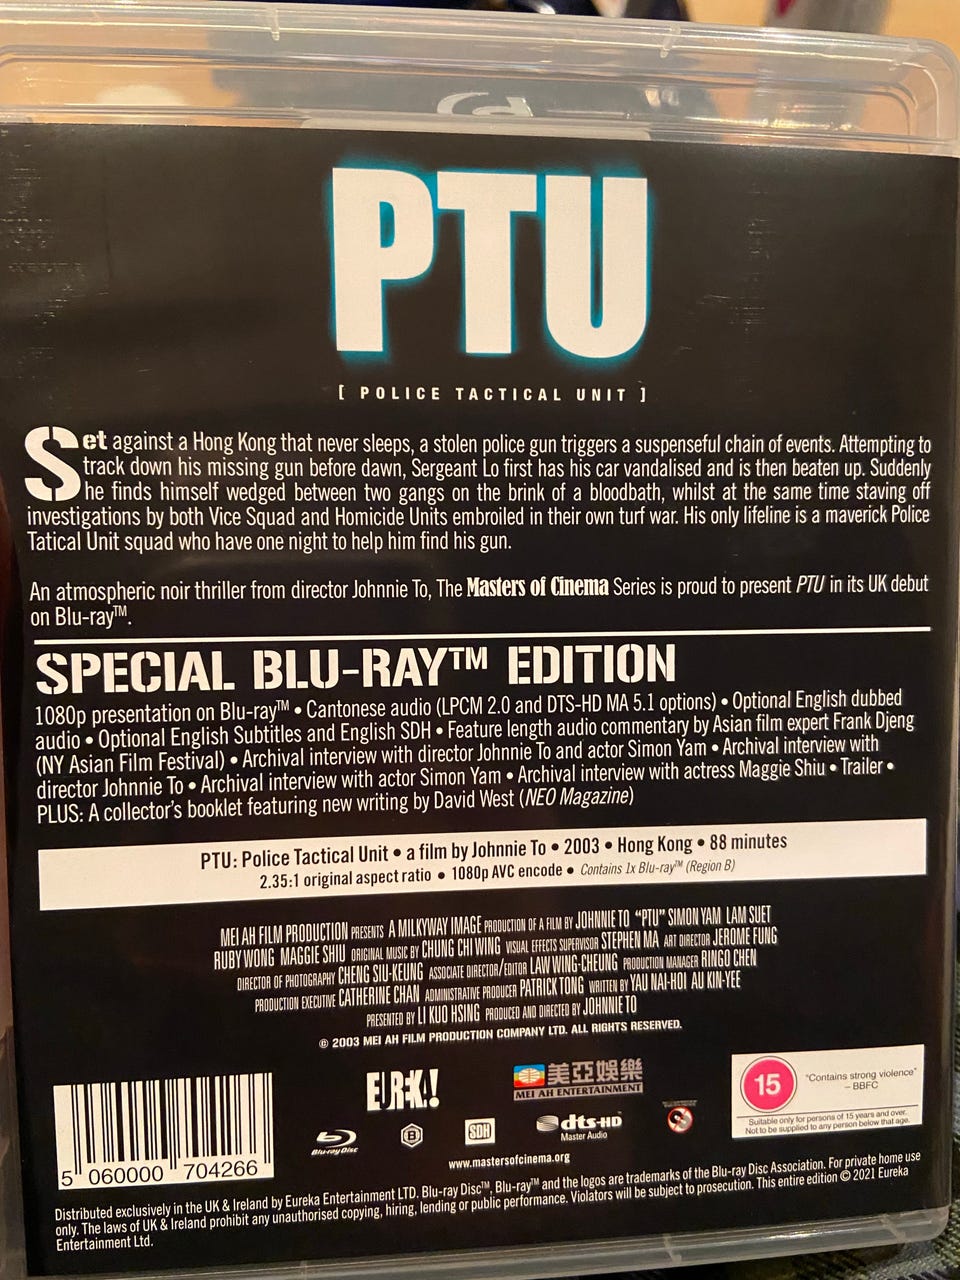 PTU
[ POLICE TACTICAL UNIT ]
Set against a Hong Kong that never sleeps, a stolen police gun triggers a suspenseful chain of events. Attempting to
track down his missing gun before dawn, Sergeant Lo first has his car vandalised and is then beaten up. Suddenly
he finds himself wedged between two gangs on the brink of a bloodbath, whilst at the same time staving off
investigations by both Vice Squad and Homicide Units embroiled in their own turf war. His only lifeline is a maverick Police
Tatical Unit squad who have one night to help him find his gun.
An atmospheric noir thriller from director Johnnie To, The Masters of Cinema Series is proud to present PTU in its UK debut
on Blu-ray™.
SPECIAL BLU-RAY™ EDITION
1080p presentation on Blu-ray™ • Cantonese audio (LPCM 2.0 and DTS-HD MA 5.1 options) • Optional English dubbed
audio • Optional English Subtitles and English SDH • Feature length audio commentary by Asian film expert Frank Djeng
(NY Asian Film Festival) • Archival interview with director Johnnie To and actor Simon Yam • Archival interview with
director Johnnie To • Archival interview with actor Simon Yam • Archival interview with actress Maggie Shiu • Trailer •
PLUS: A collector's booklet featuring new writing by David West (NEO Magazine)
PTU: Police Tactical Unit • a film by Johnnie To • 2003 • Hong Kong • 88 minutes
2.35:1 original aspect ratio • 1080p AVC encode • Contains 1x Blu-ray™ (Region B)
MEI AH FILM PRODUCTION PRESENTS A MILKYWAY IMAGE PRODUCTION OF A FILM BY JOHNNIE TO "PTU" SIMON YAM LAM SUET
RUBY WONG MAGGIE SHIU ORIGINAL MUSIC BY CHUNG CHI WING VISUAL EFFECTS SUPERVISOR STEPHEN MA ART DIRECTOR JEROME FUNG
DIRECTOR OF PHOTOGRAPHY CHENG SIU-KEUNG ASSOCIATE DIRECTOR/EDITOR LAW WING-CHEUNG PRODUCTION MANAGER RINGO CHEN
PRODUCTION EXECUTIVE CATHERINE CHAN ADMINISTRATIVE PRODUCER PATRICK TONG WRITTEN BY YAU NAI-HOI AU KIN-YEE
PRESENTED BY LI KUO HSING PRODUCED AND DIRECTED BY JOHNNIE TO
© 2003 MEI AH FILM PRODUCTION COMPANY LTD. ALL RIGHTS RESERVED.
EUREKA!
美亞娛樂
MEI AH ENTERTAINMENT
15
"Contains strong violence"
– BBFC
Suitable only for persons of 15 years and over.
Not to be supplied to any person below that age.
Blu-ray Disc
B
SDH
dts-HD
Master Audio
5 060000 704266
www.mastersofcinema.org
Distributed exclusively in the UK & Ireland by Eureka Entertainment LTD. Blu-ray Disc™, Blu-ray™ and the logos are trademarks of the Blu-ray Disc Association. For private home use
only. The laws of UK & Ireland prohibit any unauthorised copying, hiring, lending or public performance. Violators will be subject to prosecution. This entire edition © 2021 Eureka
Entertainment Ltd.